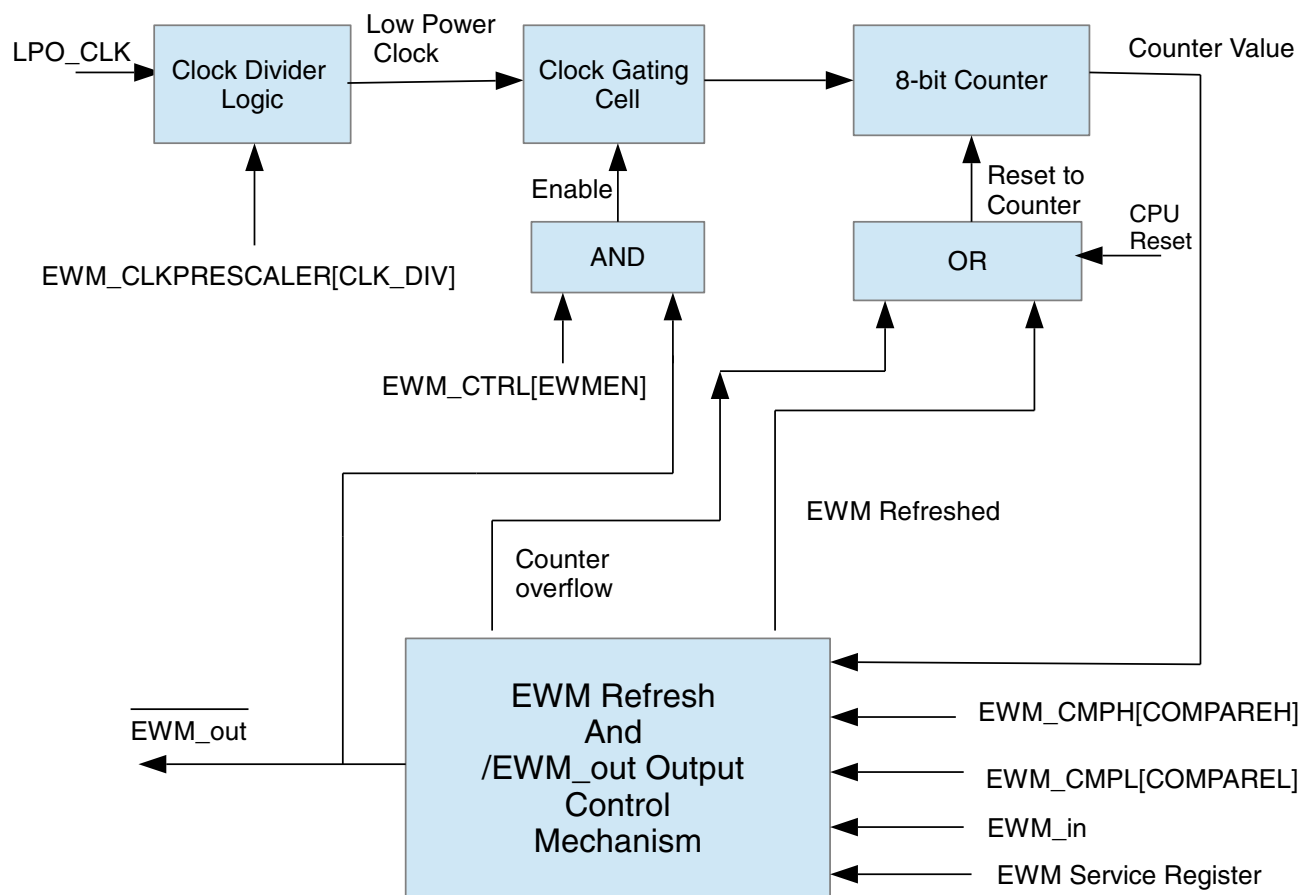 LPO_CLK
Clock Divider
Logic
Low Power
Clock
Clock Gating
Cell
8-bit Counter
Counter Value
Enable
Reset to
Counter
CPU
Reset
AND
OR
EWM_CLKPRESCALER[CLK_DIV]
EWM_CTRL[EWMEN]
EWM Refreshed
Counter
overflow
EWM_out
EWM Refresh
And
/EWM_out Output
Control
Mechanism
EWM_CMPH[COMPAREH]
EWM_CMPL[COMPAREL]
EWM_in
EWM Service Register